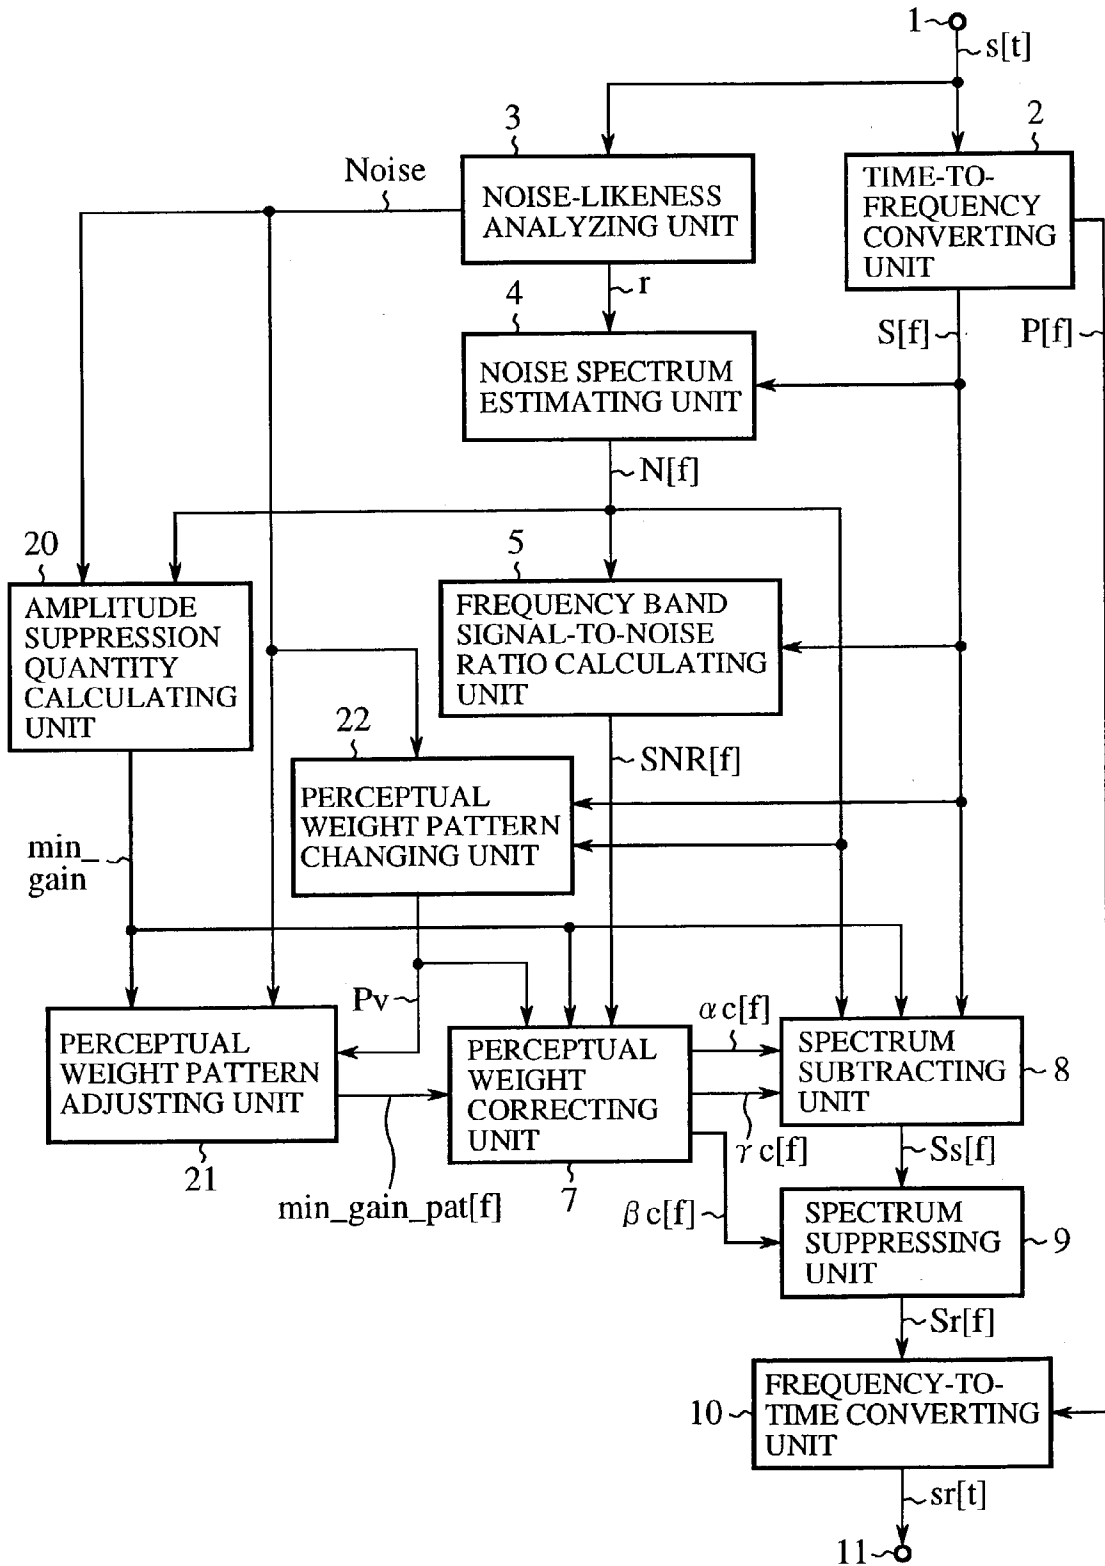 1
s[t]
3
2
Noise
NOISE-LIKENESS
ANALYZING UNIT
TIME-TO-
FREQUENCY
CONVERTING
UNIT
r
4
S[f]
P[f]
NOISE SPECTRUM
ESTIMATING UNIT
N[f]
20
5
AMPLITUDE
SUPPRESSION
QUANTITY
CALCULATING
UNIT
FREQUENCY BAND
SIGNAL-TO-NOISE
RATIO CALCULATING
UNIT
22
SNR[f]
PERCEPTUAL
WEIGHT PATTERN
CHANGING UNIT
min_
gain
Pv
αc[f]
PERCEPTUAL
WEIGHT PATTERN
ADJUSTING UNIT
PERCEPTUAL
WEIGHT
CORRECTING
UNIT
SPECTRUM
SUBTRACTING
UNIT
8
21
min_gain_pat[f]
7
γc[f]
Ss[f]
βc[f]
SPECTRUM
SUPPRESSING
UNIT
9
Sr[f]
10
FREQUENCY-TO-
TIME CONVERTING
UNIT
sr[t]
11